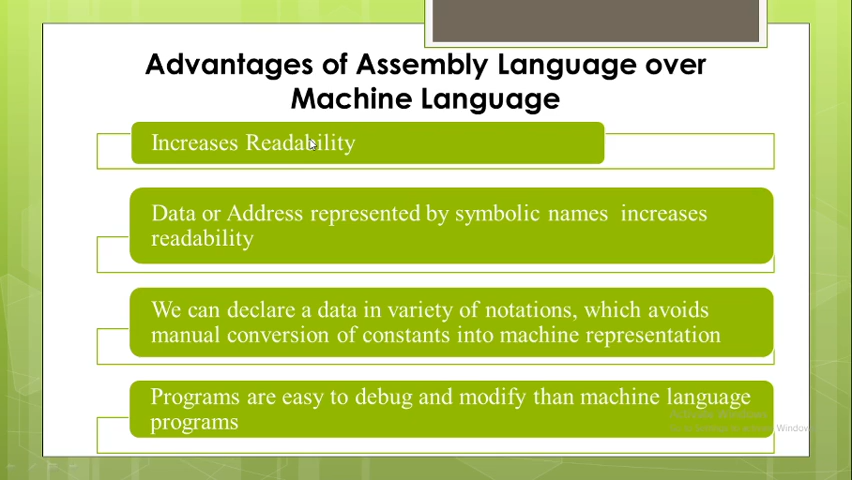 Advantages of Assembly Language over
Machine Language
Increases Readability
Data or Address represented by symbolic names increases
readability
We can declare a data in variety of notations, which avoids
manual conversion of constants into machine representation
Programs are easy to debug and modify than machine language
programs
Activate Windows